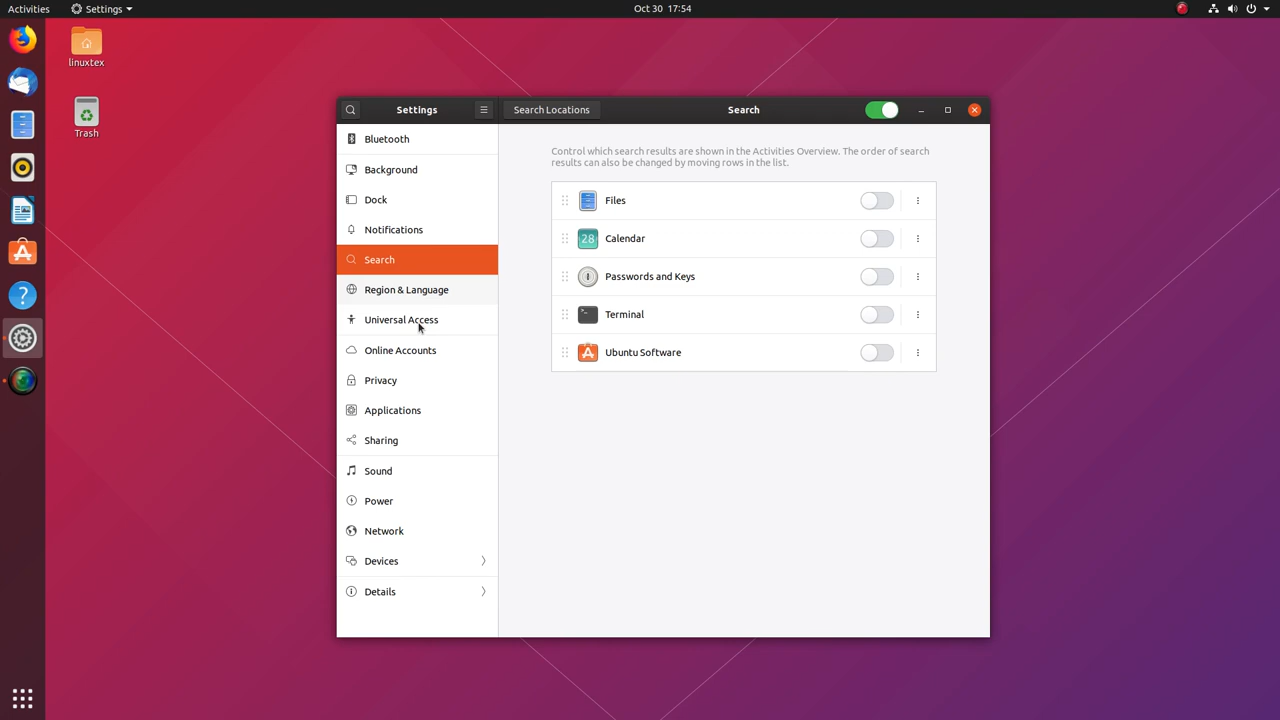 Activities
Settings
Oct 30 17:54
linuxtex
Trash
Settings
Search Locations
Search
Bluetooth
Background
Dock
Notifications
Search
Region & Language
Universal Access
Online Accounts
Privacy
Applications
Sharing
Sound
Power
Network
Devices
Details
Control which search results are shown in the Activities Overview. The order of search
results can also be changed by moving rows in the list.
Files
28 Calendar
Passwords and Keys
Terminal
Ubuntu Software